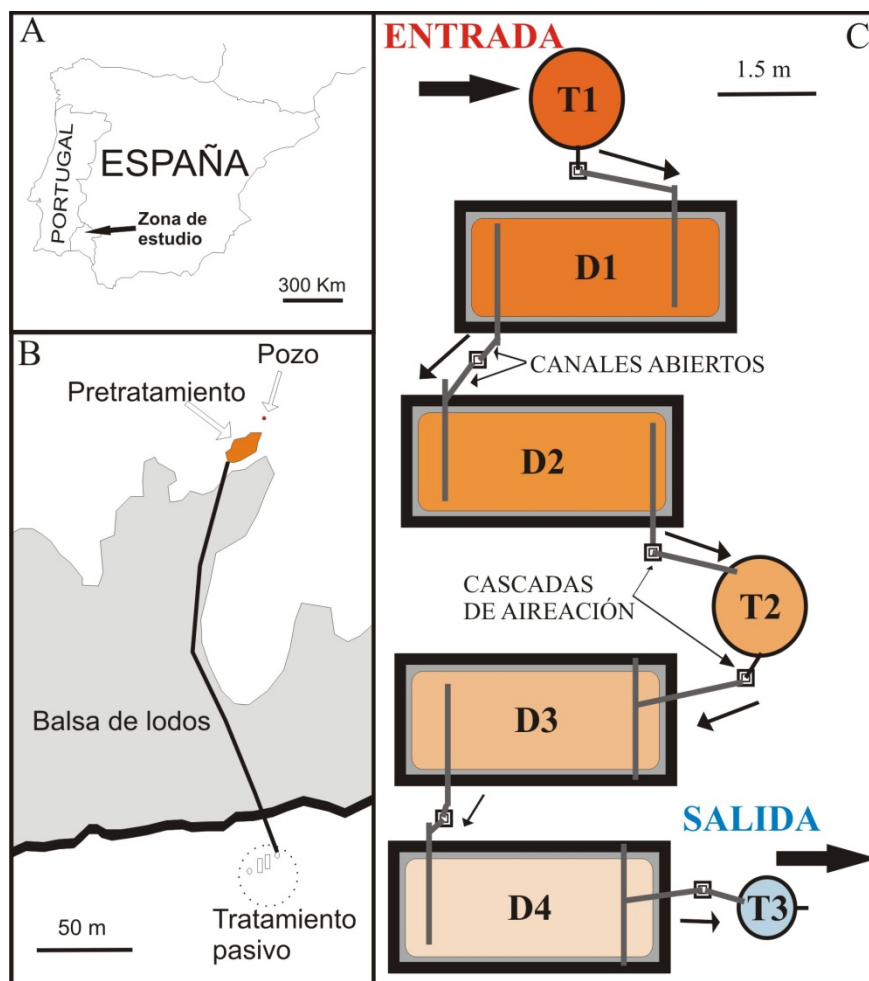 A
PORTUGAL
ESPAÑA
Zona de
estudio
300 Km
B
Pozo
Pretratamiento
Balsa de lodos
50 m
Tratamiento
pasivo
ENTRADA
C
T1
1.5 m
D1
CANALES ABIERTOS
D2
CASCADAS
DE AIREACIÓN
T2
D3
SALIDA
D4
T3